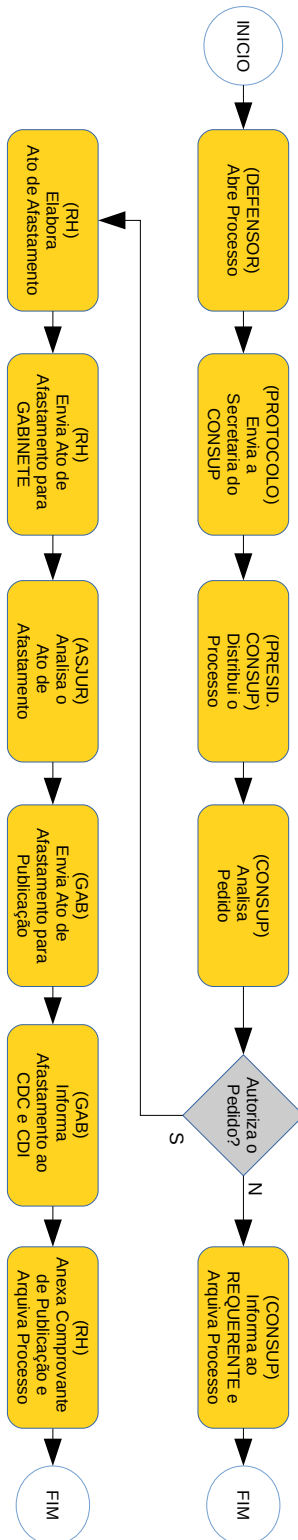 INICIO
(DEFENSOR)
Abre Processo
(PROTOCOLO)
Envia a
Secretaria do
CONSUP
(PRESID.
CONSUP)
Distribui o
Processo
(CONSUP)
Analisa
Pedido
Autoriza o
Pedido?
N
S
(CONSUP)
Informa ao
REQUERENTE e
Arquiva Processo
FIM
(RH)
Elabora
Ato de Afastamento
(RH)
Envia Ato de
Afastamento para
GABINETE
(ASJUR)
Analisa o
Ato de
Afastamento
(GAB)
Envia Ato de
Afastamento para
Publicação
(GAB)
Informa
Afastamento ao
CDC e CDI
(RH)
Anexa Comprovante
de Publicação e
Arquiva Processo
FIM